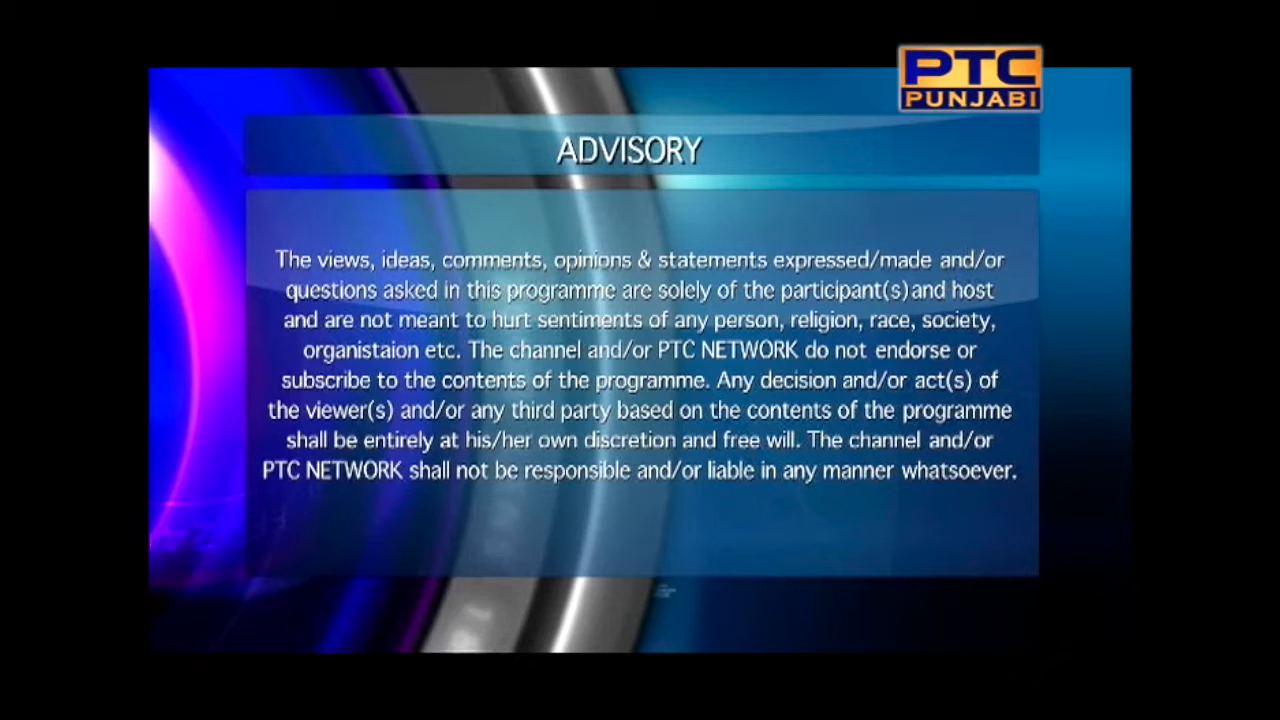 PTC
PUNJABI
ADVISORY
The views, ideas, comments, opinions & statements expressed/made and/or
questions asked in this programme are solely of the participant(s) and host
and are not meant to hurt sentiments of any person, religion, race, society,
organistaion etc. The channel and/or PTC NETWORK do not endorse or
subscribe to the contents of the programme. Any decision and/or act(s) of
the viewer(s) and/or any third party based on the contents of the programme
shall be entirely at his/her own discretion and free will. The channel and/or
PTC NETWORK shall not be responsible and/or liable in any manner whatsoever.